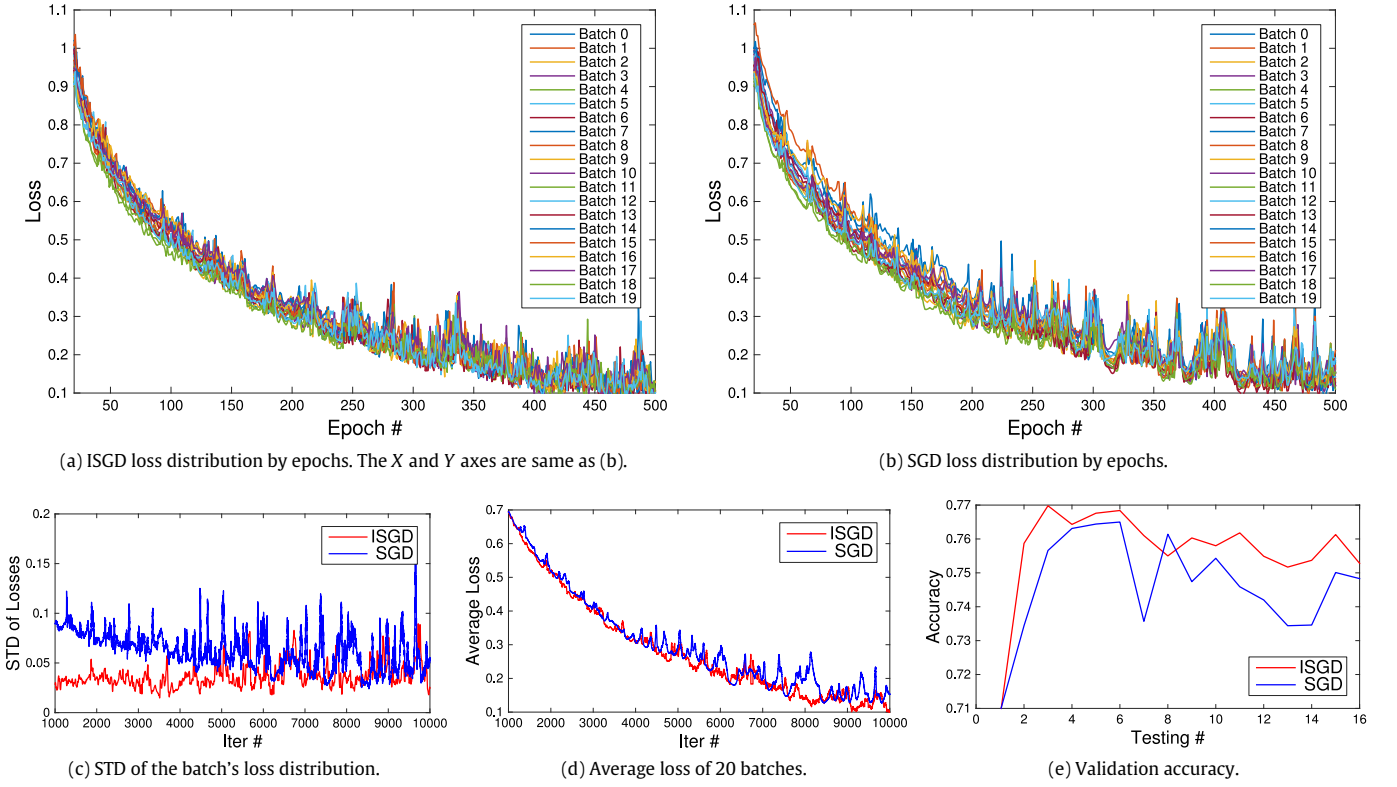 1.1
1
0.9
0.8
0.7
0.6
0.5
0.4
0.3
0.2
0.1
Loss
50 100 150 200 250 300 350 400 450 500
Epoch #
Batch 0
Batch 1
Batch 2
Batch 3
Batch 4
Batch 5
Batch 6
Batch 7
Batch 8
Batch 9
Batch 10
Batch 11
Batch 12
Batch 13
Batch 14
Batch 15
Batch 16
Batch 17
Batch 18
Batch 19
(a) ISGD loss distribution by epochs. The X and Y axes are same as (b).
1.1
1
0.9
0.8
0.7
0.6
0.5
0.4
0.3
0.2
0.1
Loss
50 100 150 200 250 300 350 400 450 500
Epoch #
Batch 0
Batch 1
Batch 2
Batch 3
Batch 4
Batch 5
Batch 6
Batch 7
Batch 8
Batch 9
Batch 10
Batch 11
Batch 12
Batch 13
Batch 14
Batch 15
Batch 16
Batch 17
Batch 18
Batch 19
(b) SGD loss distribution by epochs.
0.2
0.15
0.1
0.05
0
STD of Losses
1000 2000 3000 4000 5000 6000 7000 8000 9000 10000
Iter #
ISGD
SGD
(c) STD of the batch's loss distribution.
0.7
0.6
0.5
0.4
0.3
0.2
0.1
Average Loss
1000 2000 3000 4000 5000 6000 7000 8000 9000 10000
Iter #
ISGD
SGD
(d) Average loss of 20 batches.
0.77
0.76
0.75
0.74
0.73
0.72
0.71
Accuracy
0 2 4 6 8 10 12 14 16
Testing #
ISGD
SGD
(e) Validation accuracy.